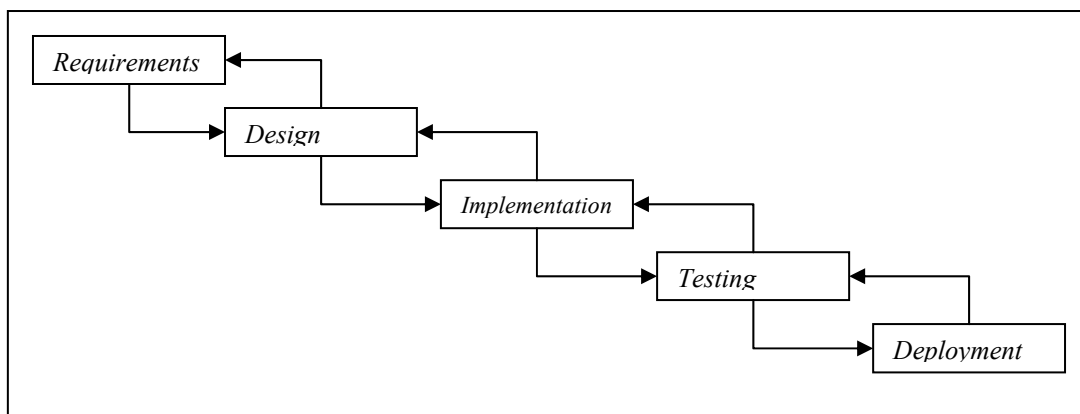 Requirements
Design
Implementation
Testing
Deployment